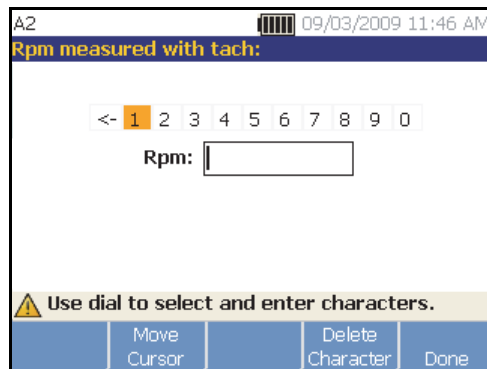 A2 09/03/2009 11:46 AM
Rpm measured with tach:
<- 1 2 3 4 5 6 7 8 9 0
Rpm:
Use dial to select and enter characters.
Move Cursor Delete Character Done